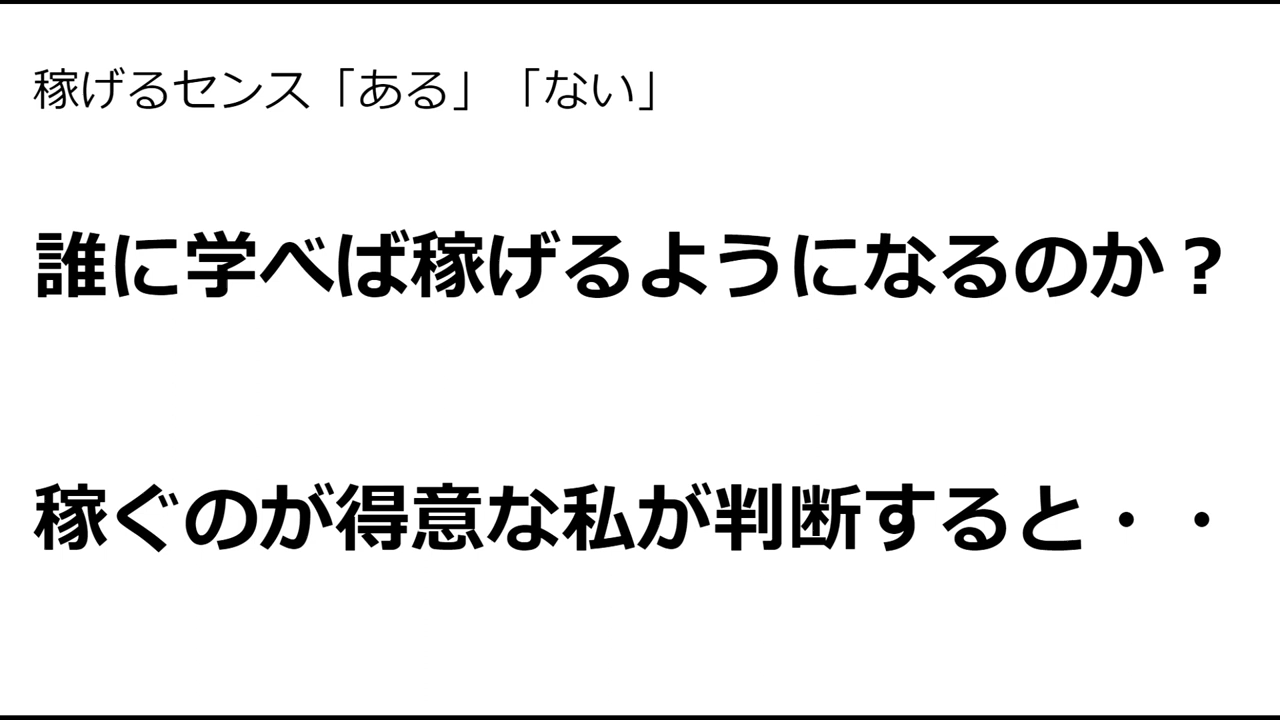 稼げるセンス「ある」「ない」
誰に学べば稼げるようになるのか？
稼ぐのが得意な私が判断すると・・